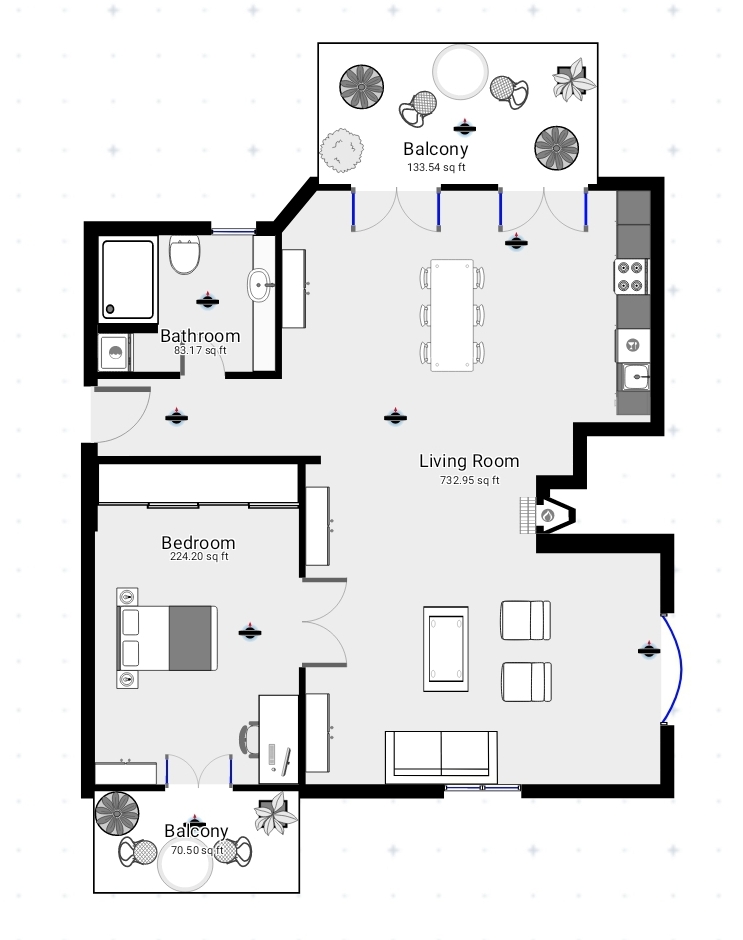 Balcony
133.54 sq ft
Bathroom
83.17 sq ft
Living Room
732.95 sq ft
Bedroom
224.20 sq ft
Balcony
70.50 sq ft